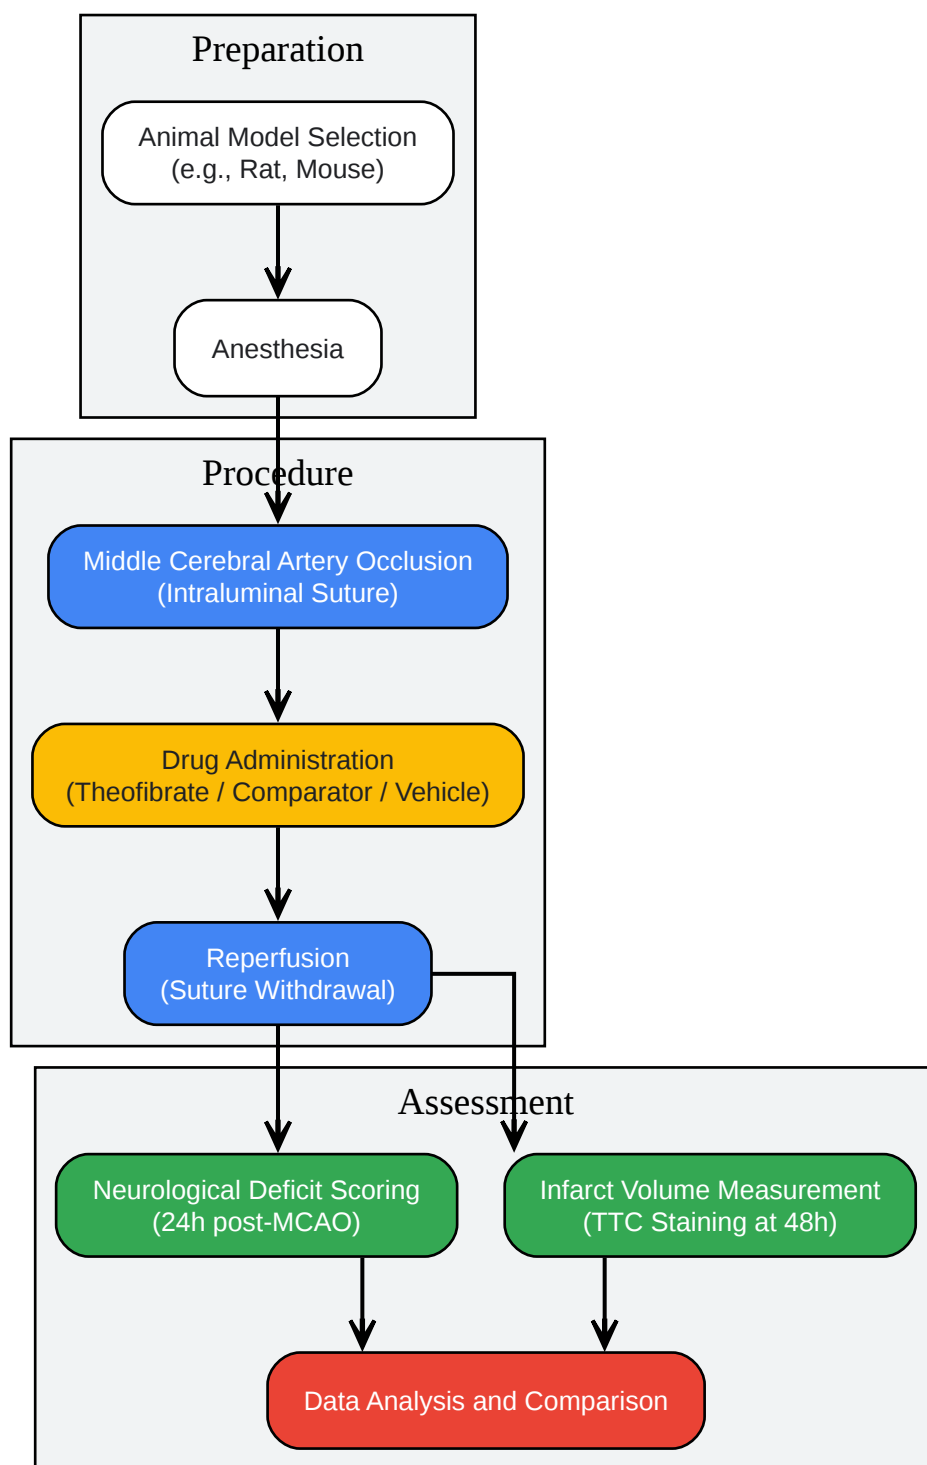 Preparation
Animal Model Selection
(e.g., Rat, Mouse)
Anesthesia
Procedure
Middle Cerebral Artery Occlusion
(Intraluminal Suture)
Drug Administration
(Theofibrate / Comparator / Vehicle)
Reperfusion
(Suture Withdrawal)
Assessment
Neurological Deficit Scoring
(24h post-MCAO)
Infarct Volume Measurement
(TTC Staining at 48h)
Data Analysis and Comparison